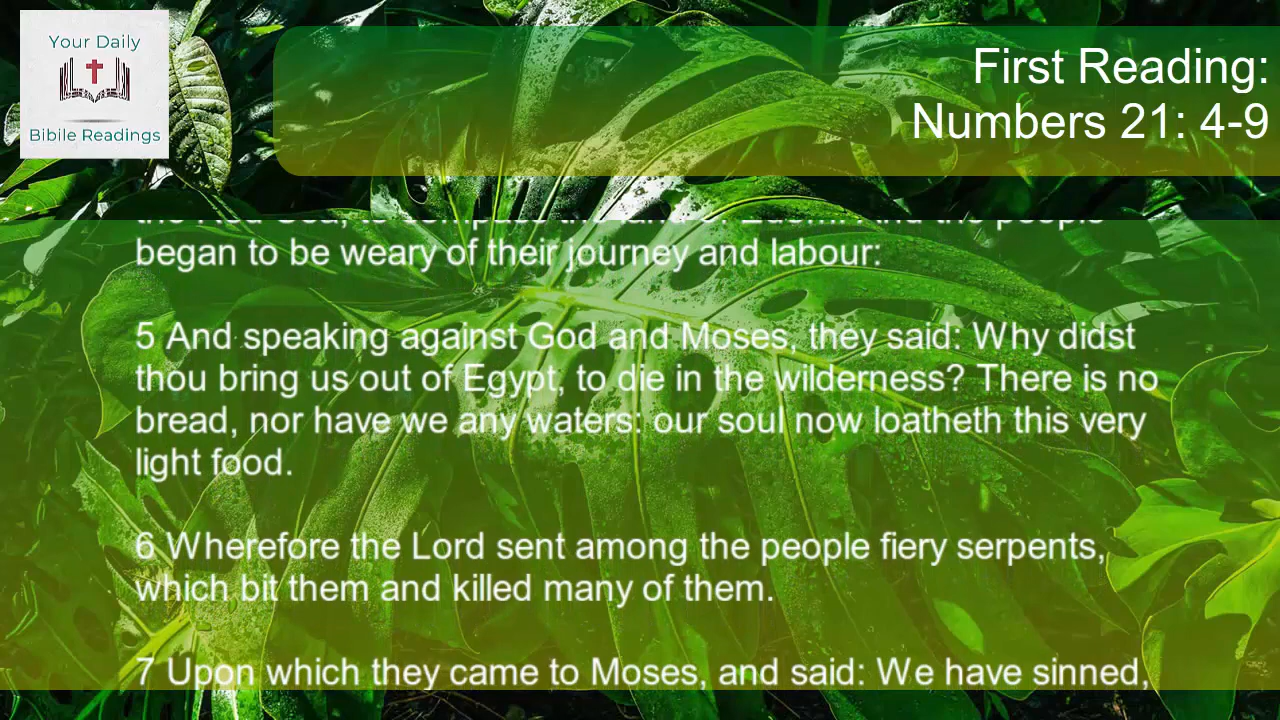 Your Daily
Bibile Readings
First Reading:
Numbers 21: 4-9
began to be weary of their journey and labour:
5 And speaking against God and Moses, they said: Why didst
thou bring us out of Egypt, to die in the wilderness? There is no
bread, nor have we any waters: our soul now loatheth this very
light food.
6 Wherefore the Lord sent among the people fiery serpents,
which bit them and killed many of them.
7 Upon which they came to Moses, and said: We have sinned,